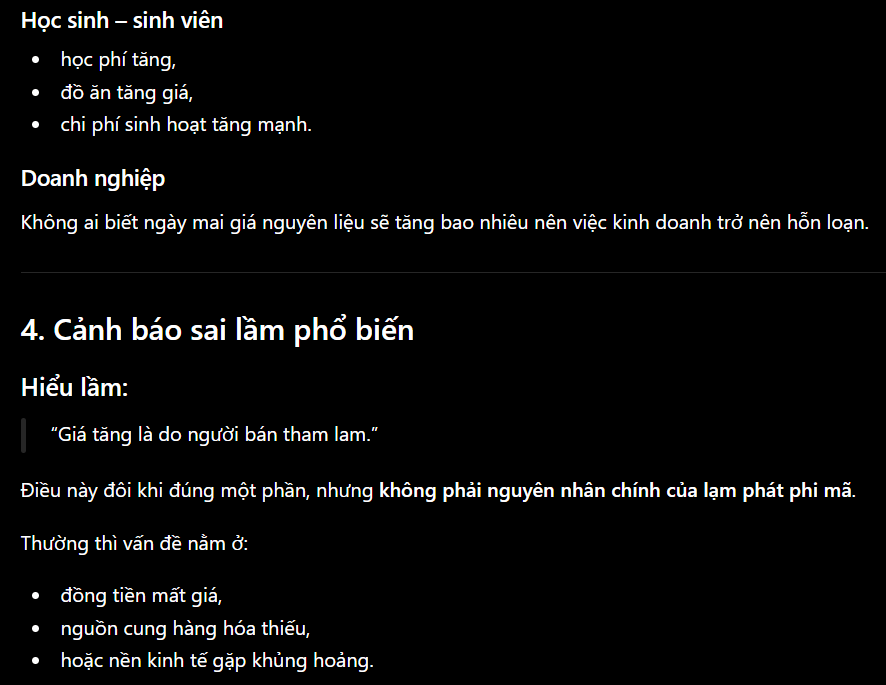 Học sinh – sinh viên
• học phí tăng,
• đồ ăn tăng giá,
• chi phí sinh hoạt tăng mạnh.
Doanh nghiệp
Không ai biết ngày mai giá nguyên liệu sẽ tăng bao nhiêu nên việc kinh doanh trở nên hỗn loạn.
4. Cảnh báo sai lầm phổ biến
Hiểu lầm:
“Giá tăng là do người bán tham lam.”
Điều này đôi khi đúng một phần, nhưng không phải nguyên nhân chính của lạm phát phi mã.
Thường thì vấn đề nằm ở:
• đồng tiền mất giá,
• nguồn cung hàng hóa thiếu,
• hoặc nền kinh tế gặp khủng hoảng.